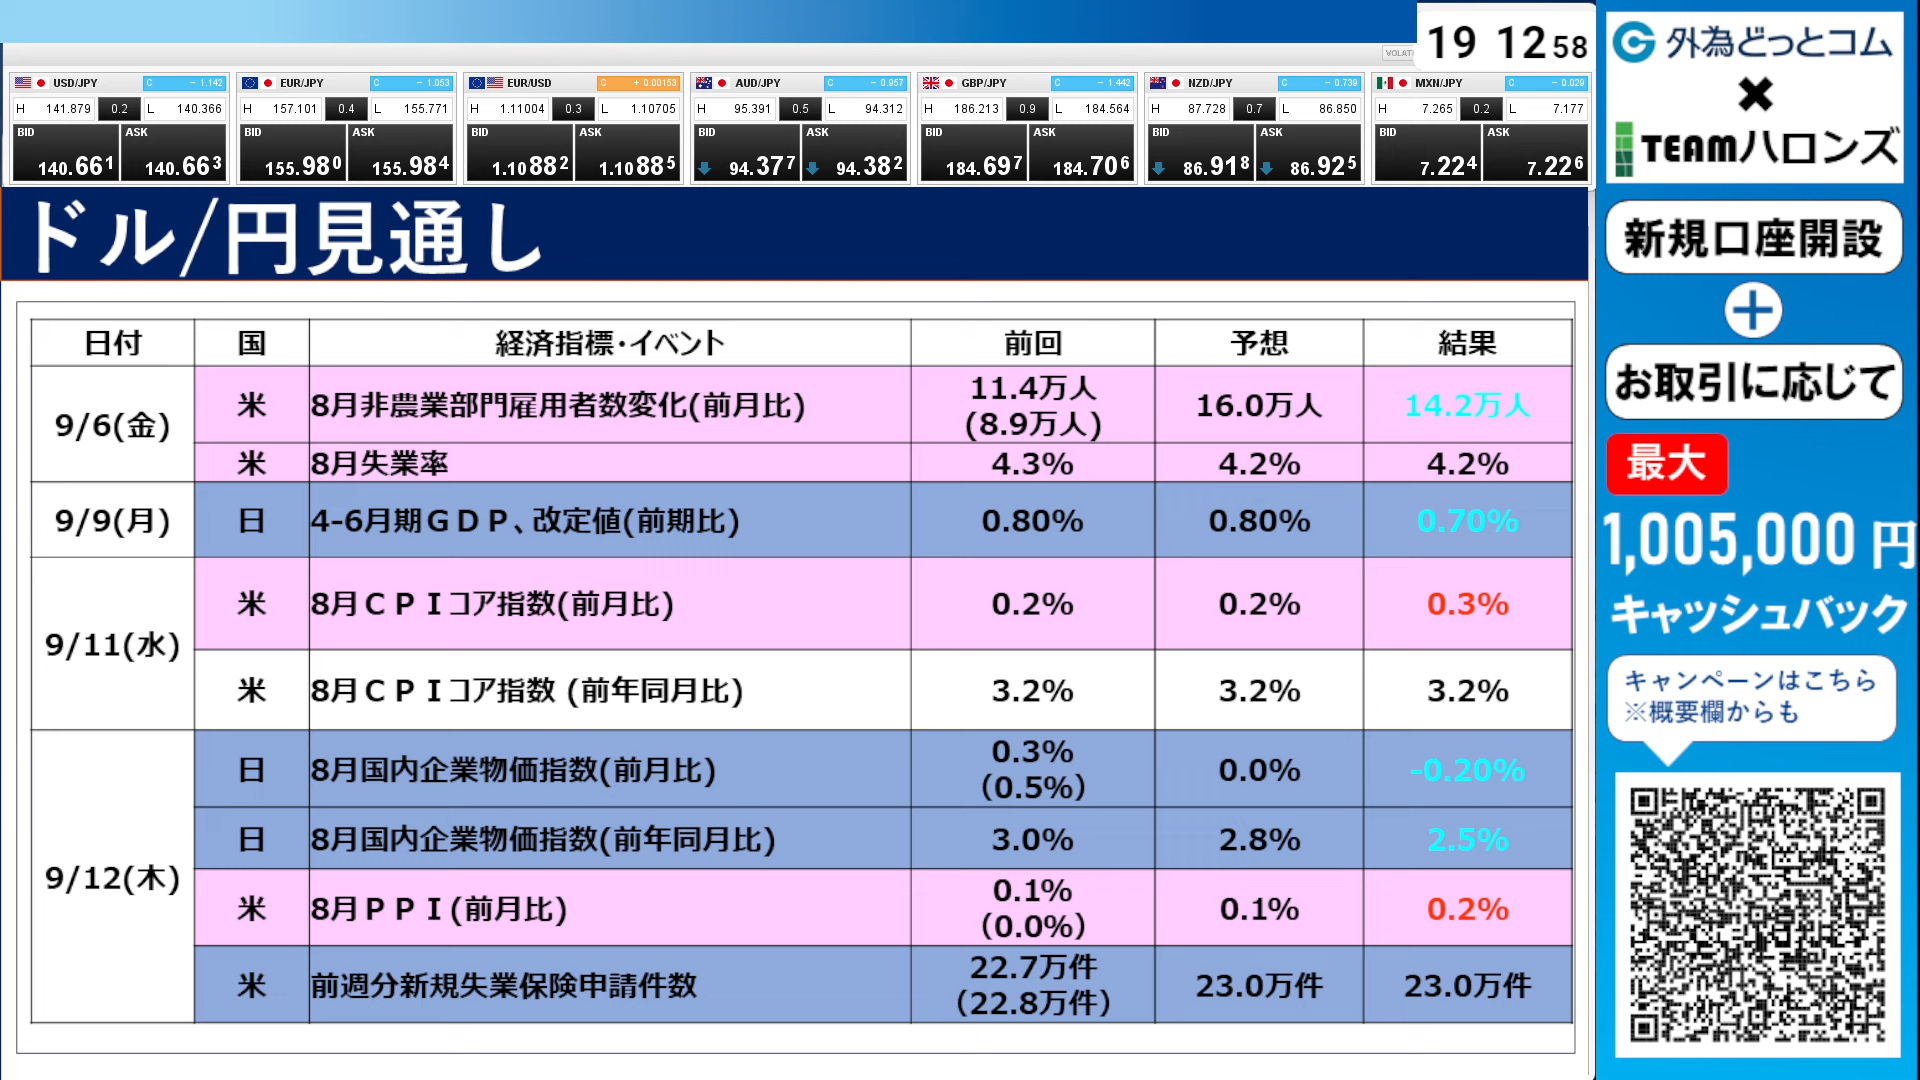 19 12 58
VOLAT
USD/JPY C - 1.142
H 141.879 0.2 L 140.366
BID ASK
140.661 140.663
EUR/JPY C - 1.053
H 157.101 0.4 L 155.771
BID ASK
155.980 155.984
EUR/USD C + 0.00153
H 1.11004 0.3 L 1.10705
BID ASK
1.10882 1.10885
AUD/JPY C - 0.957
H 95.391 0.5 L 94.312
BID ASK
94.377 94.382
GBP/JPY C - 1.442
H 186.213 0.9 L 184.564
BID ASK
184.697 184.706
NZD/JPY C - 0.739
H 87.728 0.7 L 86.850
BID ASK
86.918 86.925
MXN/JPY C - 0.029
H 7.265 0.2 L 7.177
BID ASK
7.224 7.226
ドル/円見通し
日付 国 経済指標・イベント 前回 予想 結果
9/6(金) 米 8月非農業部門雇用者数変化(前月比) 11.4万人 (8.9万人) 16.0万人 14.2万人
米 8月失業率 4.3% 4.2% 4.2%
9/9(月) 日 4-6月期ＧＤＰ、改定値(前期比) 0.80% 0.80% 0.70%
9/11(水) 米 8月ＣＰＩコア指数(前月比) 0.2% 0.2% 0.3%
米 8月ＣＰＩコア指数 (前年同月比) 3.2% 3.2% 3.2%
9/12(木) 日 8月国内企業物価指数(前月比) 0.3% (0.5%) 0.0% -0.20%
日 8月国内企業物価指数(前年同月比) 3.0% 2.8% 2.5%
米 8月ＰＰＩ(前月比) 0.1% (0.0%) 0.1% 0.2%
米 前週分新規失業保険申請件数 22.7万件 (22.8万件) 23.0万件 23.0万件
外為どっとコム
×
TEAMハロンズ
新規口座開設
+
お取引に応じて
最大
1,005,000 円
キャッシュバック
キャンペーンはこちら
※概要欄からも